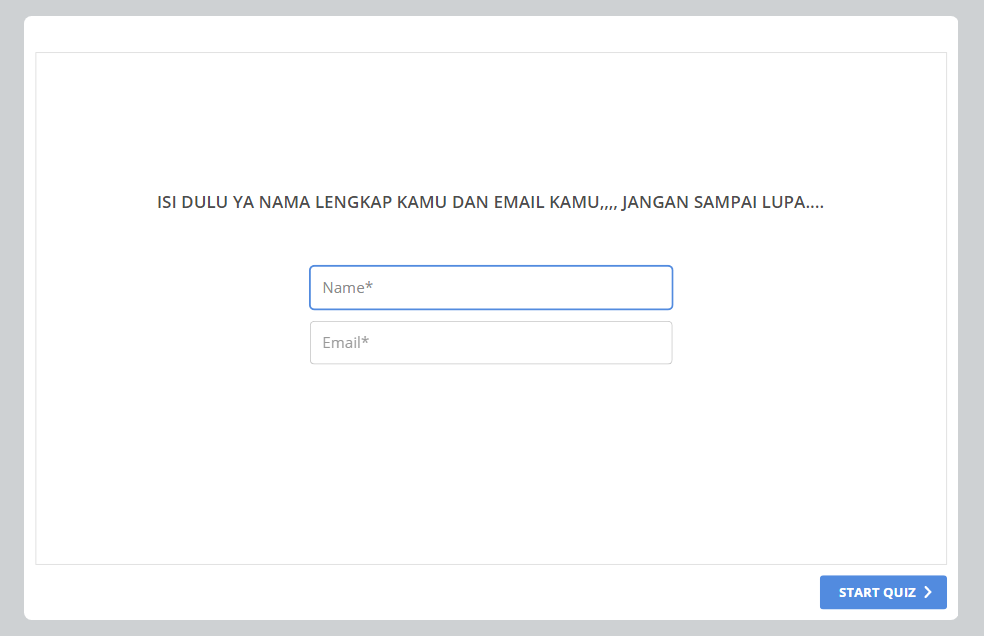 ISI DULU YA NAMA LENGKAP KAMU DAN EMAIL KAMU,,,, JANGAN SAMPAI LUPA....
Name*
Email*
START QUIZ